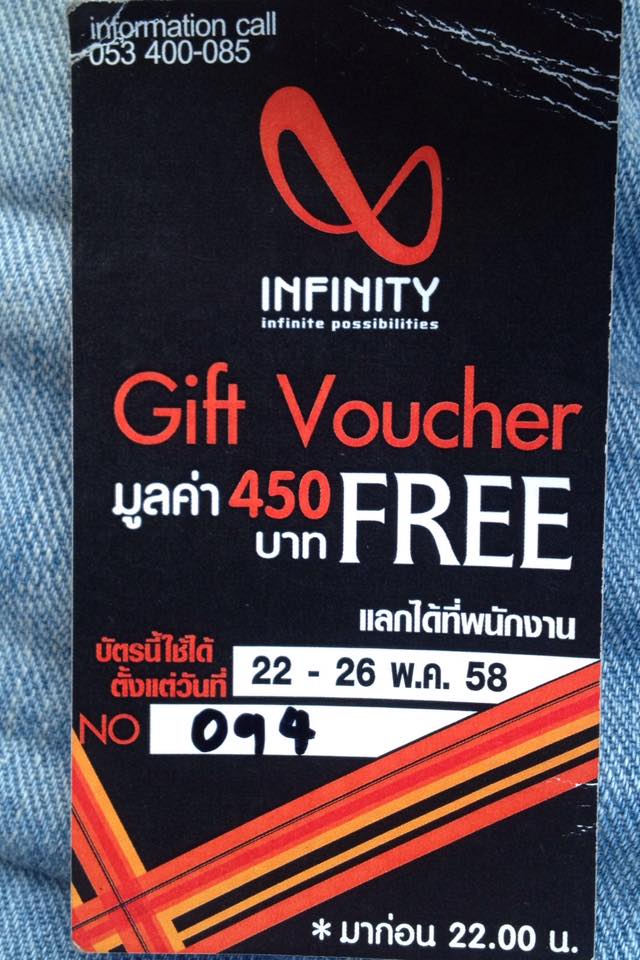 information call
053 400-085
INFINITY
infinite possibilities
Gift Voucher
มูลค่า 450 บาท FREE
แลกได้ที่พนักงาน
บัตรนี้ใช้ได้
ตั้งแต่วันที่ 22 - 26 พ.ค. 58
NO 094
* มาก่อน 22.00 น.